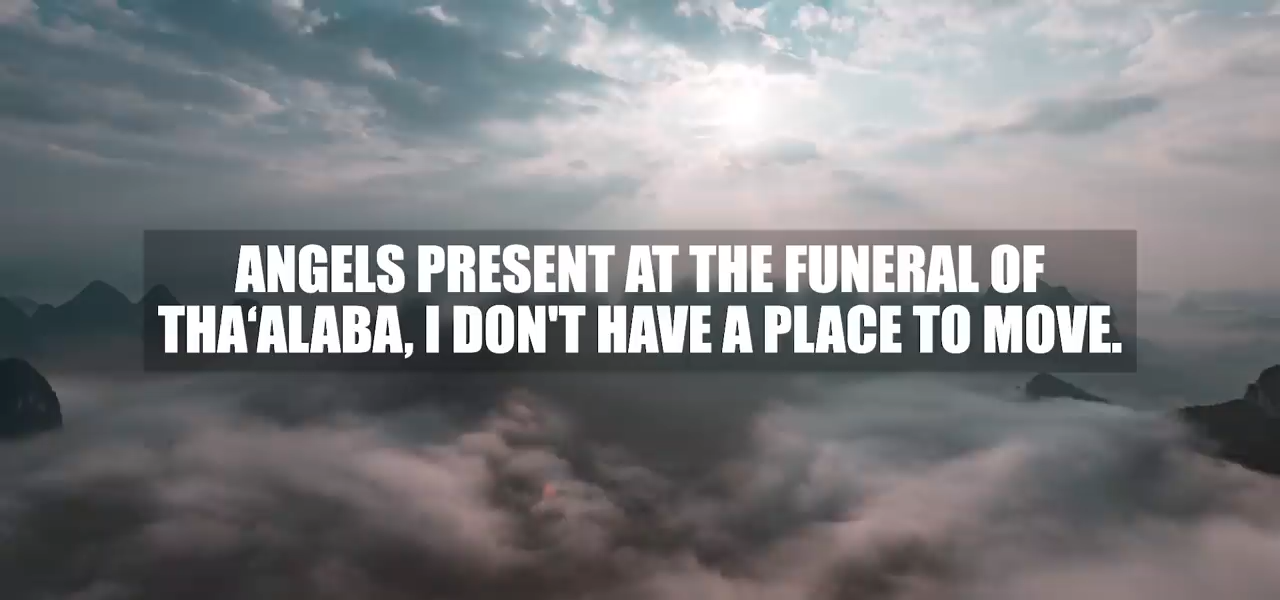 ANGELS PRESENT AT THE FUNERAL OF
THA‘ALABA, I DON'T HAVE A PLACE TO MOVE.